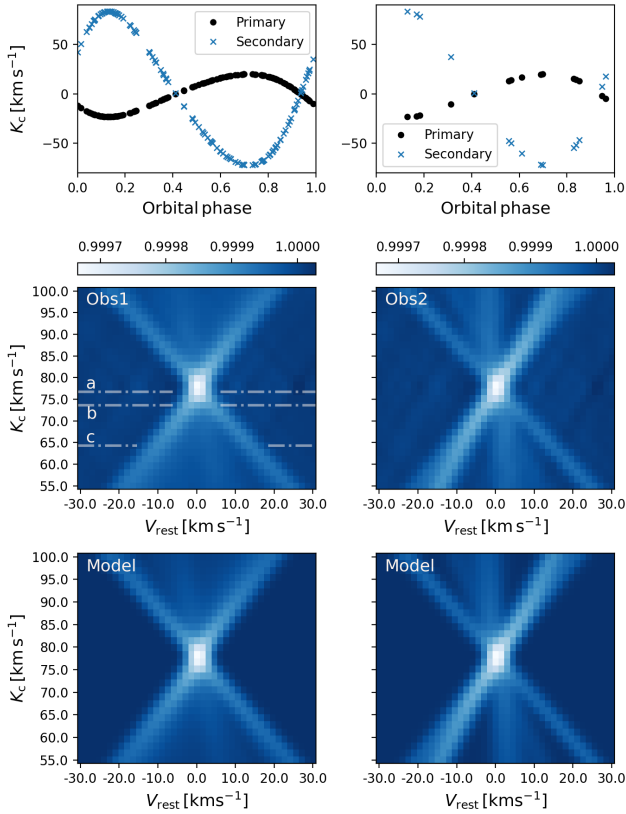 Primary
Secondary
Primary
Secondary
50
0
−50
50
0
−50
K_c [km s⁻¹]
0.0 0.2 0.4 0.6 0.8 1.0
0.0 0.2 0.4 0.6 0.8 1.0
Orbital phase
Orbital phase
0.9997 0.9998 0.9999 1.0000
0.9997 0.9998 0.9999 1.0000
Obs1
Obs2
a
b
c
100.0
95.0
90.0
85.0
80.0
75.0
70.0
65.0
60.0
55.0
K_c [km s⁻¹]
100.0
95.0
90.0
85.0
80.0
75.0
70.0
65.0
60.0
55.0
-30.0 -20.0 -10.0 0.0 10.0 20.0 30.0
-30.0 -20.0 -10.0 0.0 10.0 20.0 30.0
V_rest [km s⁻¹]
V_rest [km s⁻¹]
Model
Model
100.0
95.0
90.0
85.0
80.0
75.0
70.0
65.0
60.0
55.0
K_c [km s⁻¹]
100.0
95.0
90.0
85.0
80.0
75.0
70.0
65.0
60.0
55.0
-30.0 -20.0 -10.0 0.0 10.0 20.0 30.0
-30.0 -20.0 -10.0 0.0 10.0 20.0 30.0
V_rest [kms⁻¹]
V_rest [kms⁻¹]